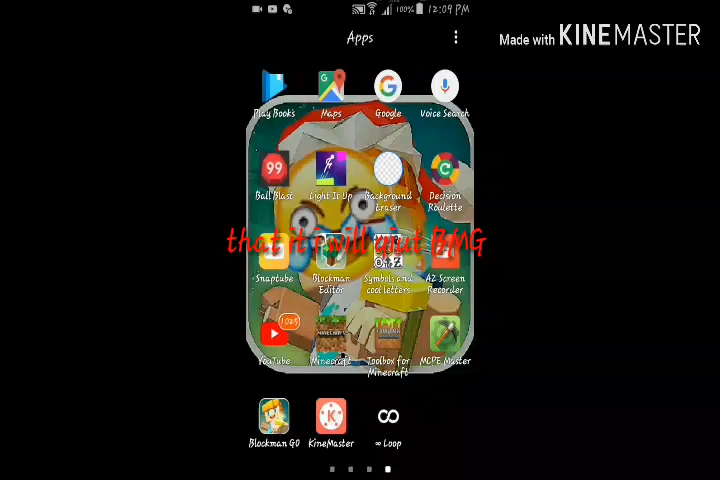 100% 12:09 PM
Apps
Made with KINEMASTER
Play Books Maps Google Voice Search
99
Ball Blast Light It Up Background Decision
Eraser Roulette
that it i will qiut BMG
Snaptube Blockman Symbols and AZ Screen
Editor cool letters Recorder
1025
YouTube Minecraft Toolbox for MCPE Master
Minecraft
Blockman GO KineMaster ∞ Loop